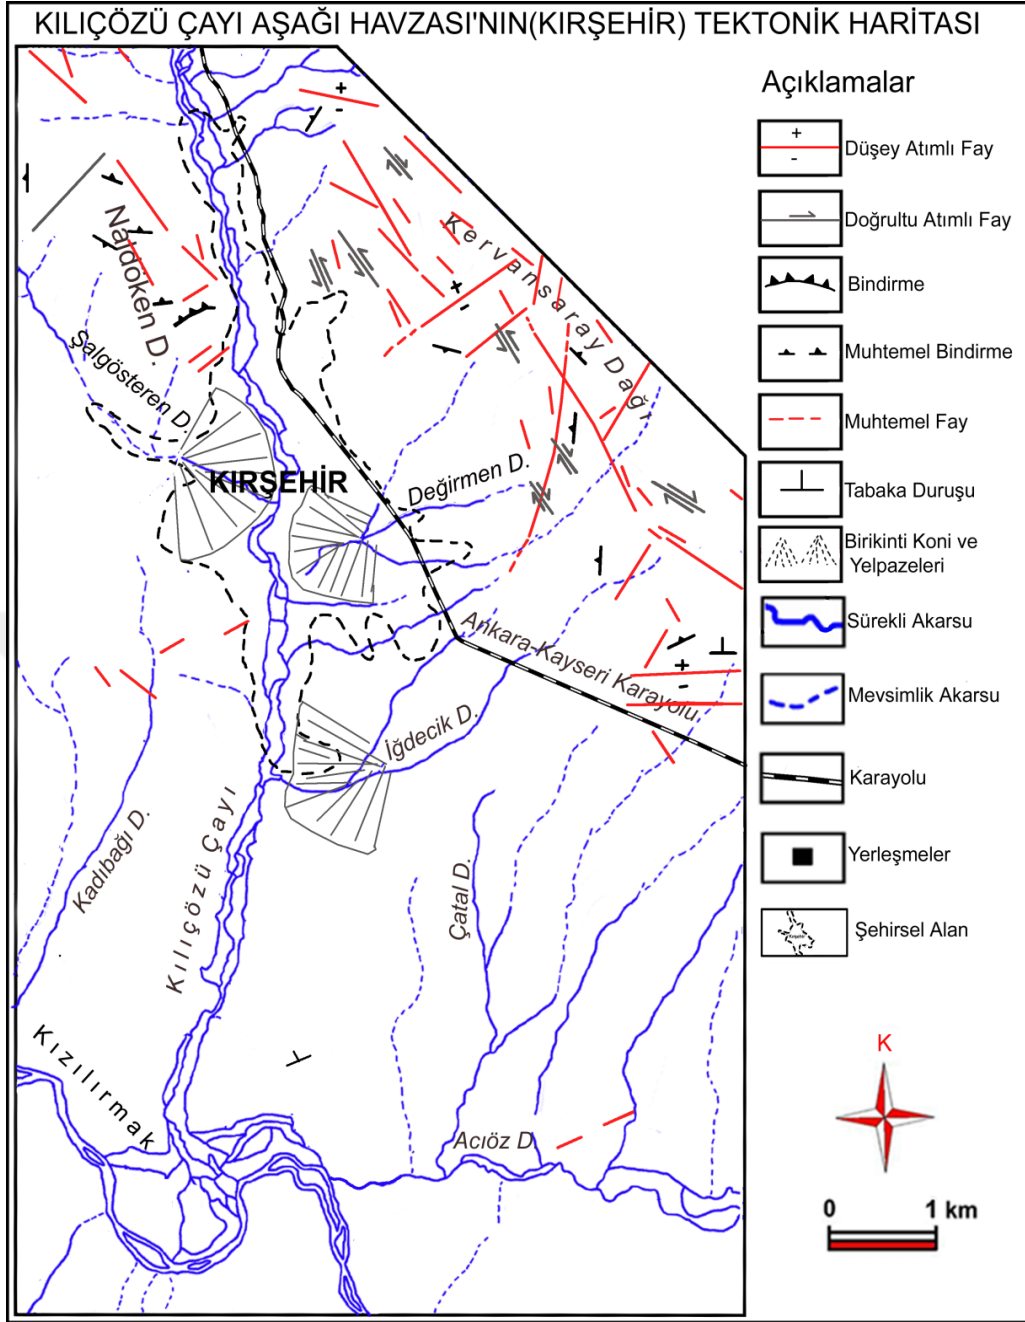 KILIÇÖZÜ ÇAYI AŞAĞI HAVZASI'NIN(KIRŞEHİR) TEKTONİK HARİTASI
Açıklamalar
+
-
Düşey Atımlı Fay
Doğrultu Atımlı Fay
Bindirme
Muhtemel Bindirme
Muhtemel Fay
Tabaka Duruşu
Birikinti Koni ve
Yelpazeleri
Sürekli Akarsu
Mevsimlik Akarsu
Karayolu
Yerleşmeler
Şehirsel Alan
K
0 1 km
+
-
Kervansaray Dağı
Naldöken D.
+
-
Şalgösteren D.
KIRŞEHİR
Değirmen D.
Ankara-Kayseri Karayolu
+
-
İğdecik D.
Kadıbağı D.
Kılıçözü Çayı
Çatal D.
Kızılırmak
Acıöz D.